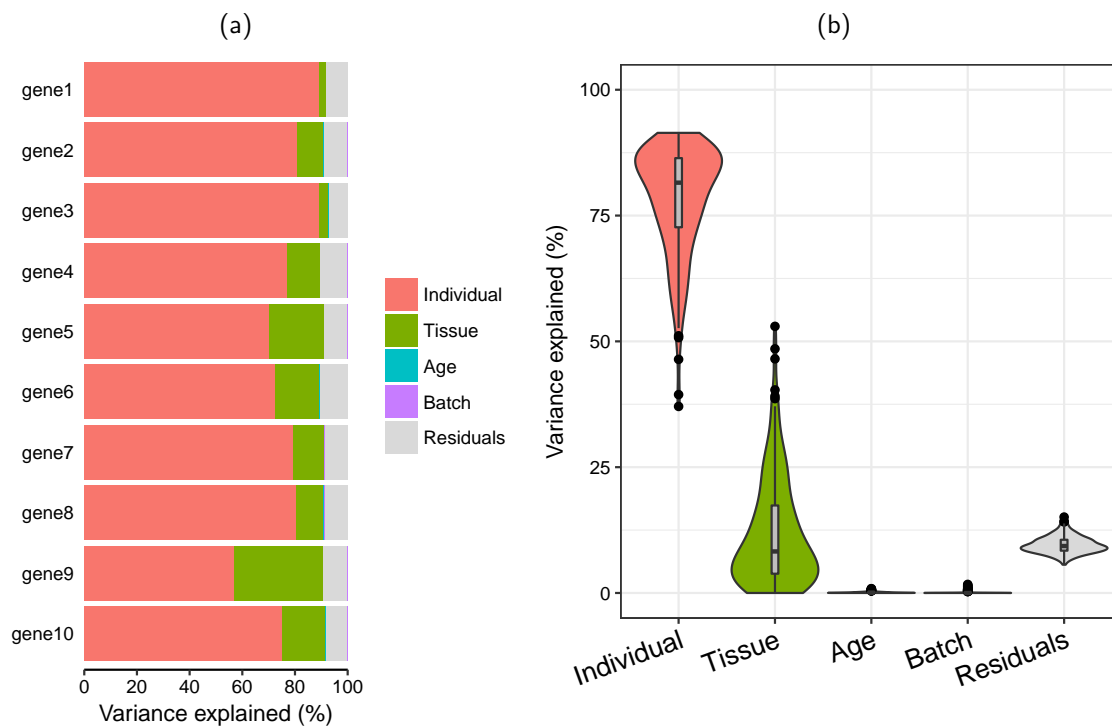 (a)
gene1
gene2
gene3
gene4
gene5
gene6
gene7
gene8
gene9
gene10
0 20 40 60 80 100
Variance explained (%)
Individual
Tissue
Age
Batch
Residuals
(b)
Variance explained (%)
100
75
50
25
0
Individual
Tissue
Age
Batch
Residuals